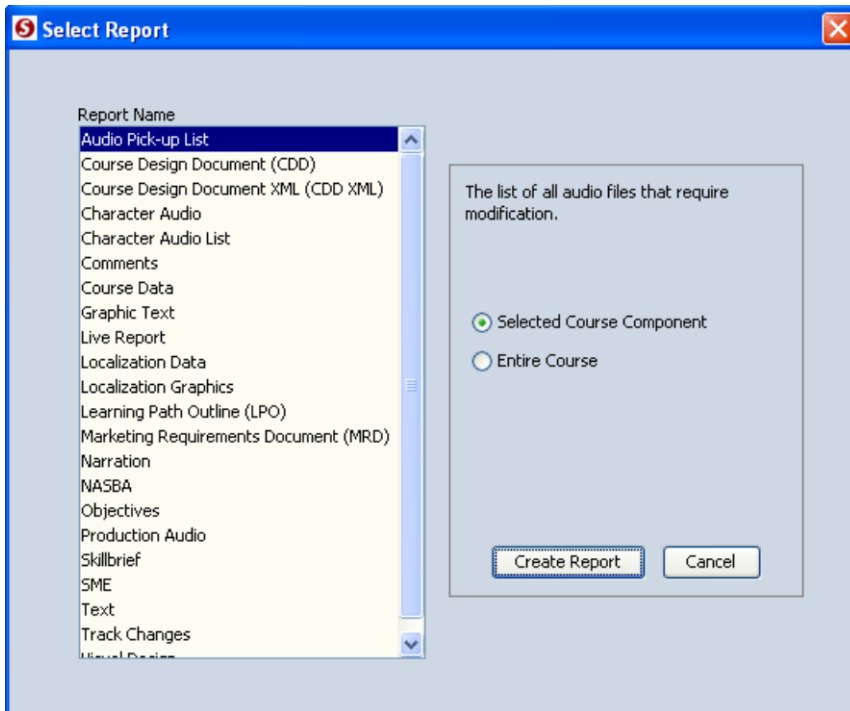 Select Report
Report Name
Audio Pick-up List
Course Design Document (CDD)
Course Design Document XML (CDD XML)
Character Audio
Character Audio List
Comments
Course Data
Graphic Text
Live Report
Localization Data
Localization Graphics
Learning Path Outline (LPO)
Marketing Requirements Document (MRD)
Narration
NASBA
Objectives
Production Audio
Skillbrief
SME
Text
Track Changes
Visual Design
The list of all audio files that require
modification.
Selected Course Component
Entire Course
Create Report
Cancel